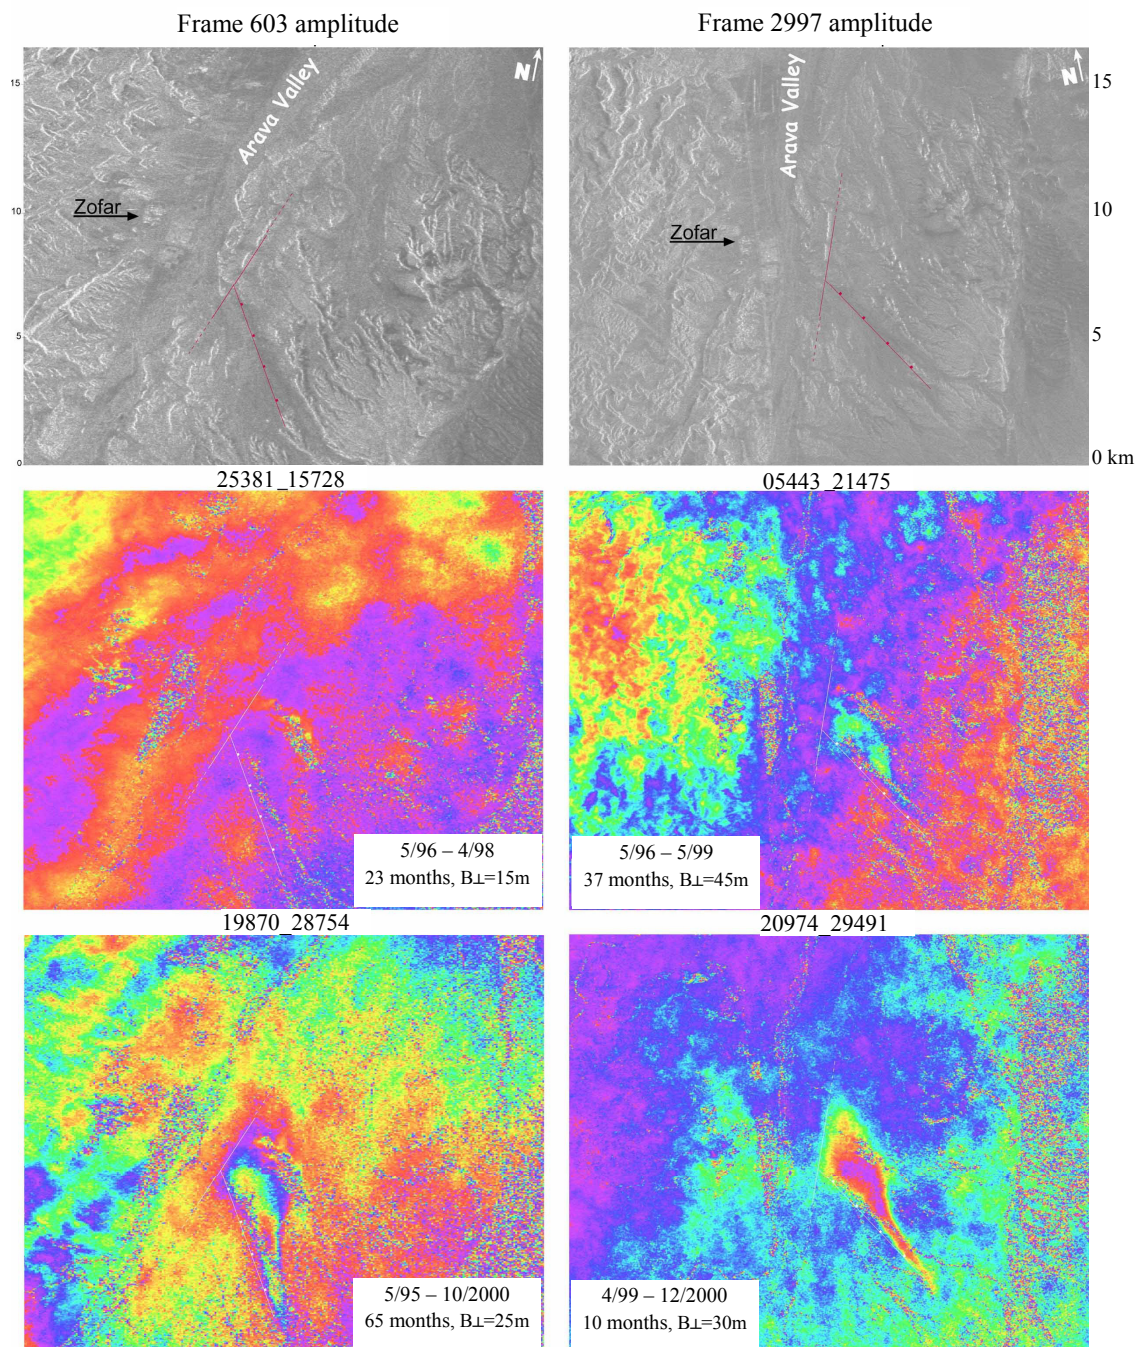 Frame 603 amplitude
Frame 2997 amplitude
15
10
5
0
Arava Valley
N
Zofar
Arava Valley
N
Zofar
15
10
5
0 km
25381_15728
05443_21475
5/96 – 4/98
23 months, B⊥=15m
5/96 – 5/99
37 months, B⊥=45m
19870_28754
20974_29491
5/95 – 10/2000
65 months, B⊥=25m
4/99 – 12/2000
10 months, B⊥=30m